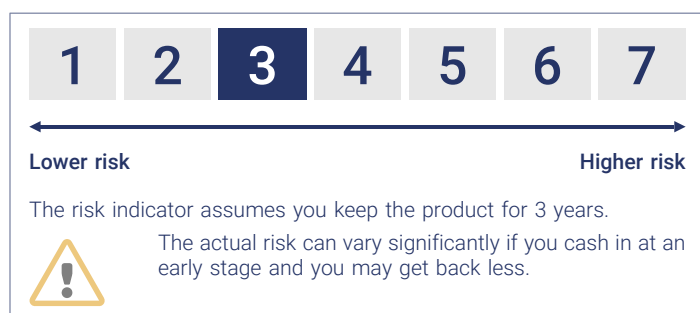 1 2 3 4 5 6 7
Lower risk Higher risk
The risk indicator assumes you keep the product for 3 years.
The actual risk can vary significantly if you cash in at an
early stage and you may get back less.